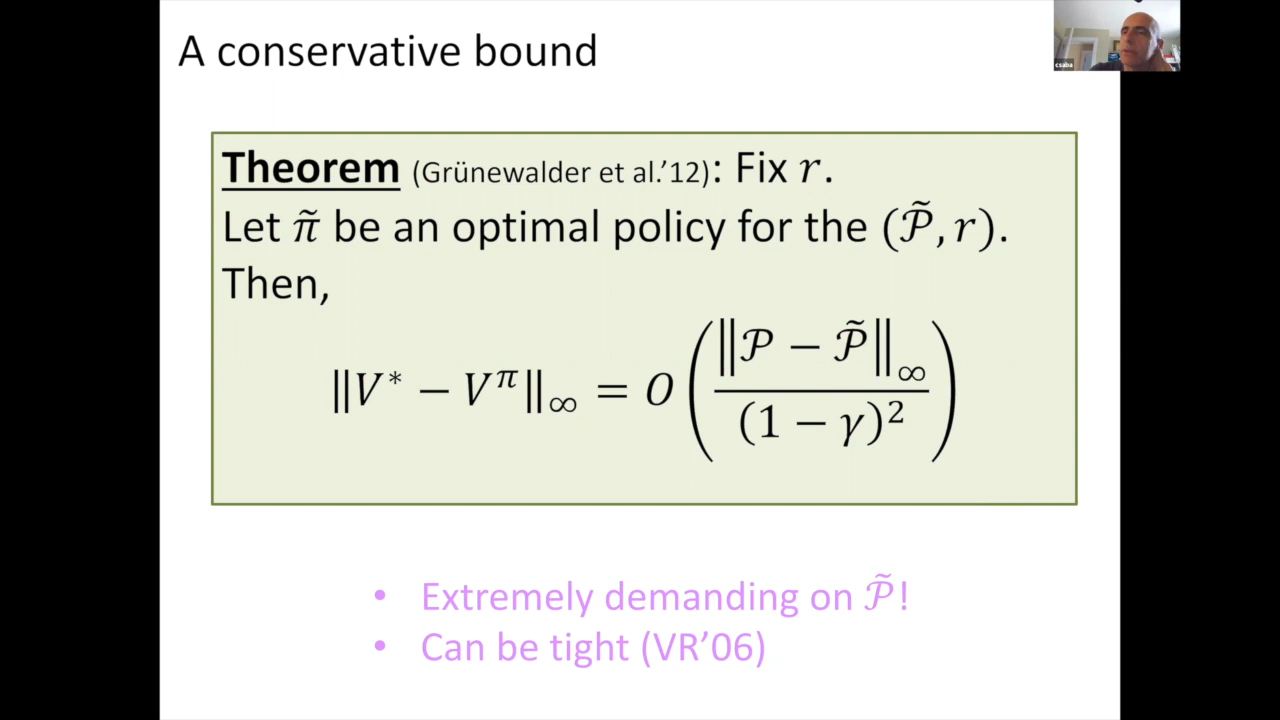 A conservative bound
csaba
Theorem (Grünewalder et al.'12): Fix r.
Let π̃ be an optimal policy for the (𝒫̃, r).
Then,
‖V* − V^π‖_∞ = O( ‖𝒫 − 𝒫̃‖_∞ / (1 − γ)² )
• Extremely demanding on 𝒫̃!
• Can be tight (VR'06)